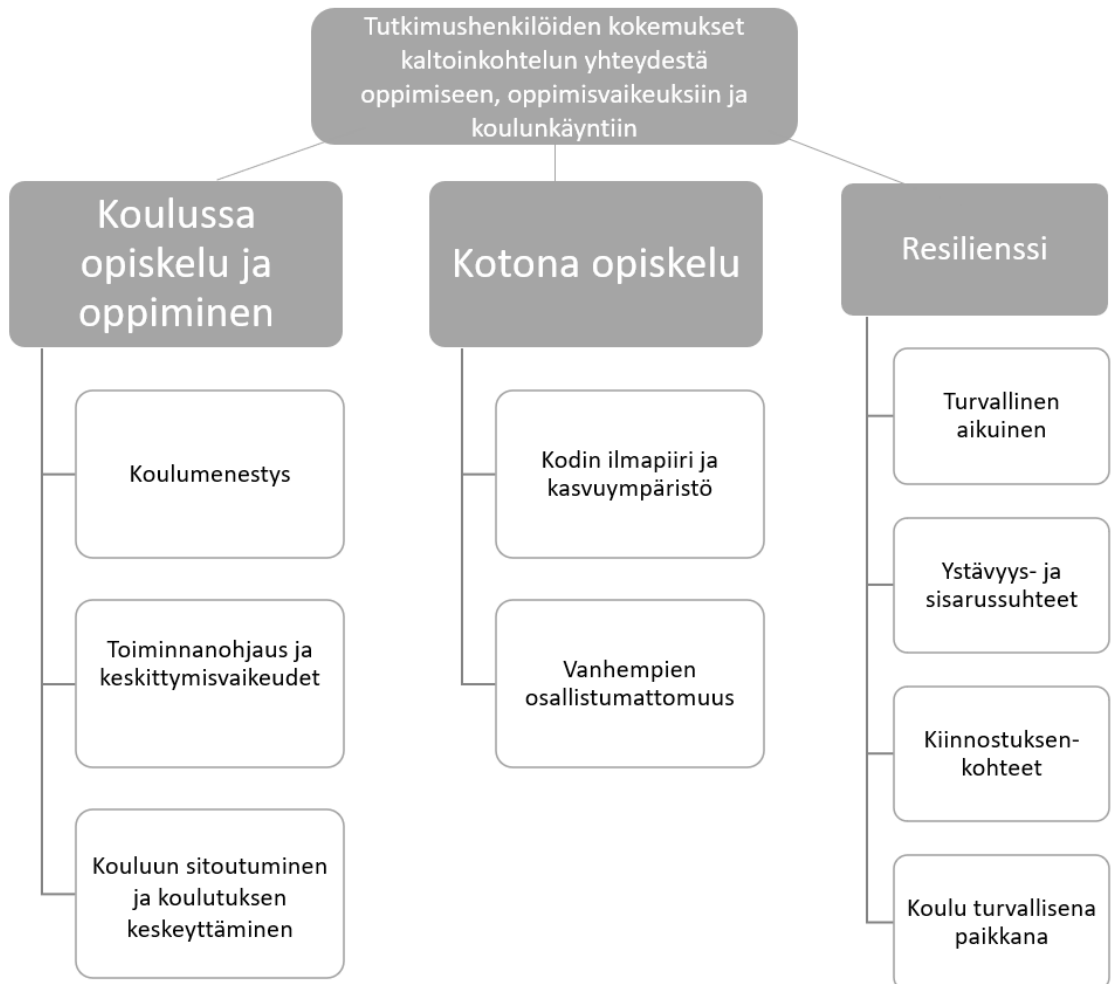 Tutkimushenkilöiden kokemukset
kaltoinkohtelun yhteydestä
oppimiseen, oppimisvaikeuksiin ja
koulunkäyntiin
Koulussa
opiskelu ja
oppiminen
Koulumenestys
Toiminnanohjaus ja
keskittymisvaikeudet
Kouluun sitoutuminen
ja koulutuksen
keskeyttäminen
Kotona opiskelu
Kodin ilmapiiri ja
kasvuympäristö
Vanhempien
osallistumattomuus
Resilienssi
Turvallinen
aikuinen
Ystävyys- ja
sisarussuhteet
Kiinnostuksen-
kohteet
Koulu turvallisena
paikkana